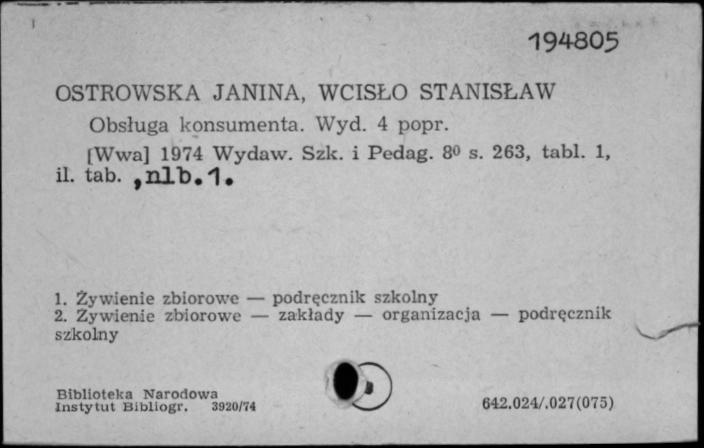 194805
OSTROWSKA JANINA, WCISŁO STANISŁAW
Obsługa konsumenta. Wyd. 4 popr.
[Wwa] 1974 Wydaw. Szk. i Pedag. 8⁰ s. 263, tabl. 1,
il. tab. ,nlb.1.
1. Żywienie zbiorowe — podręcznik szkolny
2. Żywienie zbiorowe — zakłady — organizacja — podręcznik
szkolny
Biblioteka Narodowa
Instytut Bibliogr. 3920/74
642.024/.027(075)